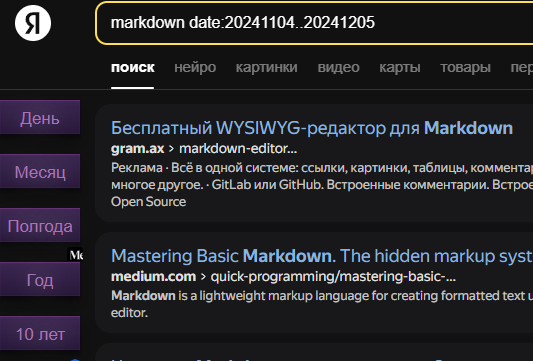 Я
markdown date:20241104..20241205
поиск нейро картинки видео карты товары пер
День
Месяц
Полгода
Год
10 лет
Бесплатный WYSIWYG-редактор для Markdown
gram.ax › markdown-editor...
Реклама · Всё в одной системе: ссылки, картинки, таблицы, коммента
многое другое. · GitLab или GitHub. Встроенные комментарии. Встрое
Open Source
Mastering Basic Markdown. The hidden markup syst
medium.com › quick-programming/mastering-basic-...
Markdown is a lightweight markup language for creating formatted text u
editor.